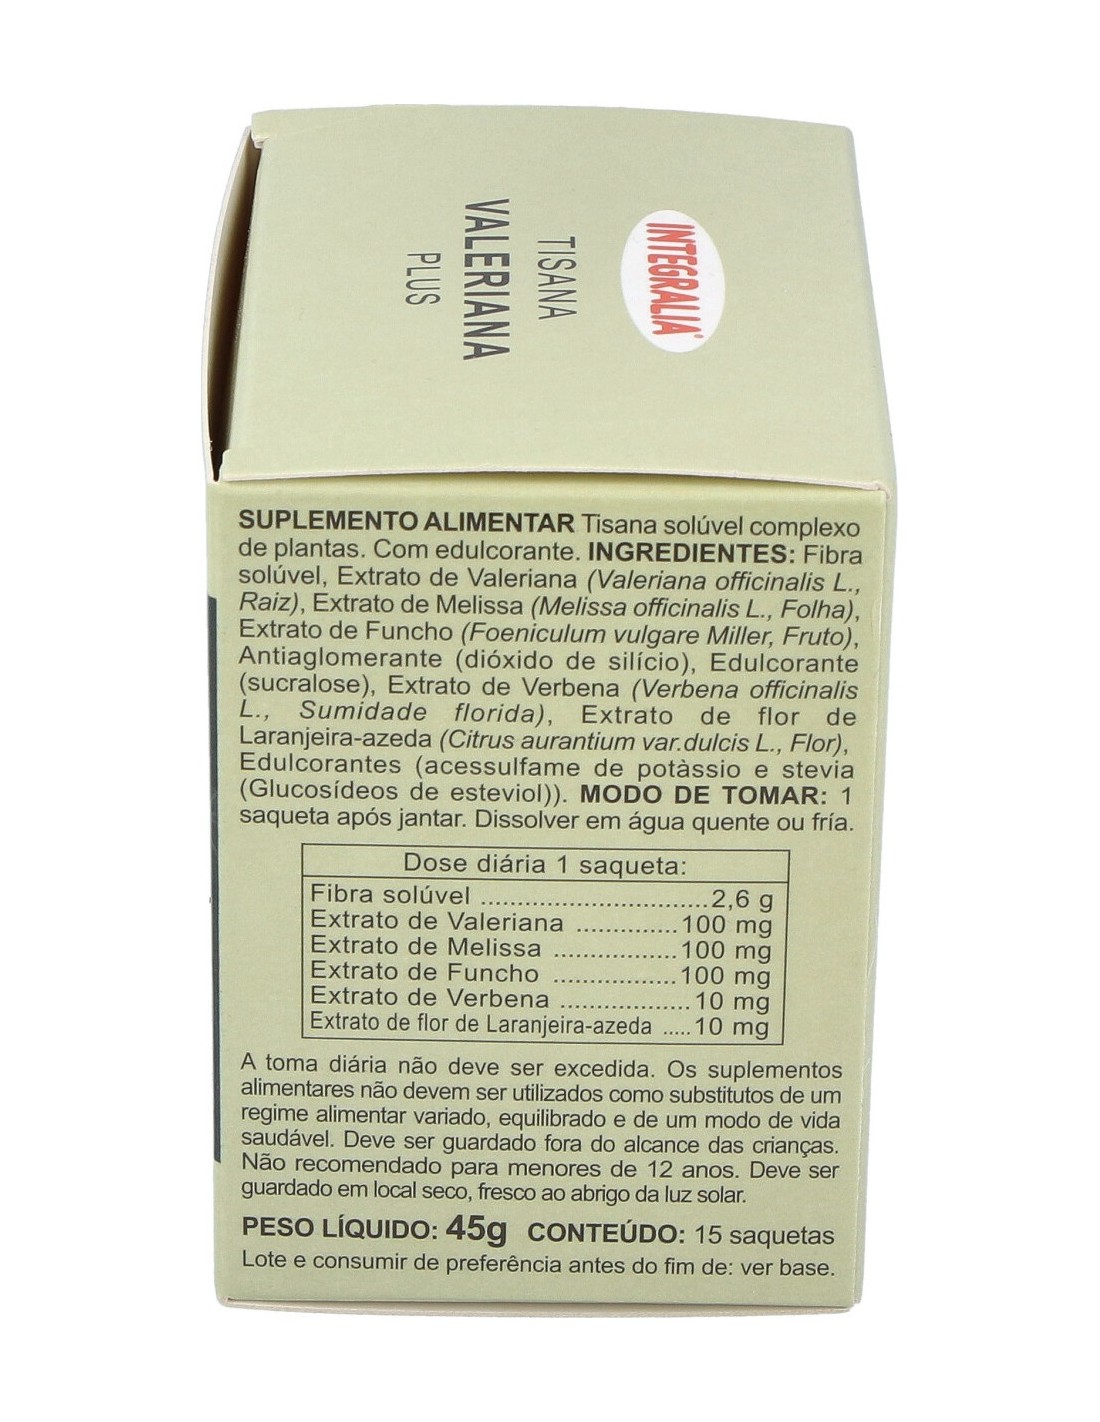 INTEGRALIA
TISANA
VALERIANA
PLUS
SUPLEMENTO ALIMENTAR Tisana solúvel complexo
de plantas. Com edulcorante. INGREDIENTES: Fibra
solúvel, Extrato de Valeriana (Valeriana officinalis L.,
Raiz), Extrato de Melissa (Melissa officinalis L., Folha),
Extrato de Funcho (Foeniculum vulgare Miller, Fruto),
Antiaglomerante (dióxido de silício), Edulcorante
(sucralose), Extrato de Verbena (Verbena officinalis
L., Sumidade florida), Extrato de flor de
Laranjeira-azeda (Citrus aurantium var.dulcis L., Flor),
Edulcorantes (acessulfame de potàssio e stevia
(Glucosídeos de esteviol)). MODO DE TOMAR: 1
saqueta após jantar. Dissolver em água quente ou fría.
Dose diária 1 saqueta:
Fibra solúvel ............................... 2,6 g
Extrato de Valeriana .............. 100 mg
Extrato de Melissa ................. 100 mg
Extrato de Funcho ................. 100 mg
Extrato de Verbena .................. 10 mg
Extrato de flor de Laranjeira-azeda ..... 10 mg
A toma diária não deve ser excedida. Os suplementos
alimentares não devem ser utilizados como substitutos de um
regime alimentar variado, equilibrado e de um modo de vida
saudável. Deve ser guardado fora do alcance das crianças.
Não recomendado para menores de 12 anos. Deve ser
guardado em local seco, fresco ao abrigo da luz solar.
PESO LÍQUIDO: 45g CONTEÚDO: 15 saquetas
Lote e consumir de preferência antes do fim de: ver base.